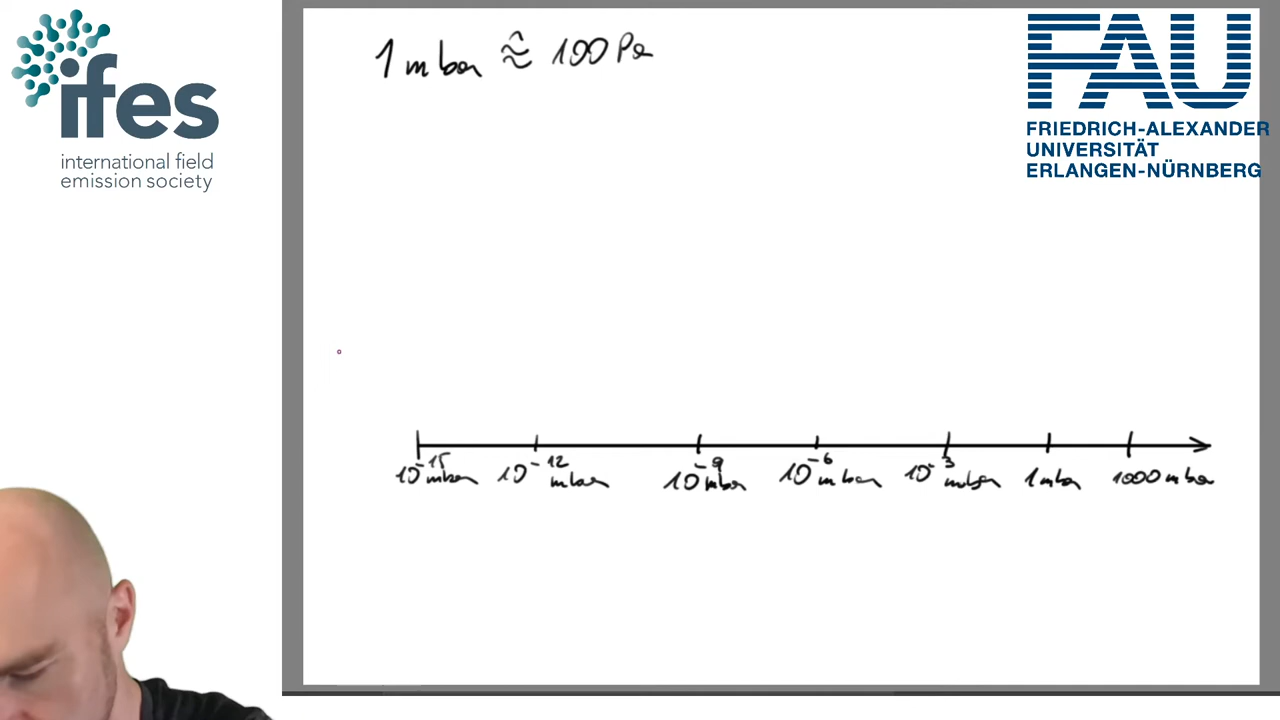 ifes
international field
emission society
1 mbar ≙ 100 Pa
FAU
FRIEDRICH-ALEXANDER
UNIVERSITÄT
ERLANGEN-NÜRNBERG
10⁻¹⁵ mbar 10⁻¹² mbar 10⁻⁹ mbar 10⁻⁶ mbar 10⁻³ mbar 1 mbar 1000 mbar